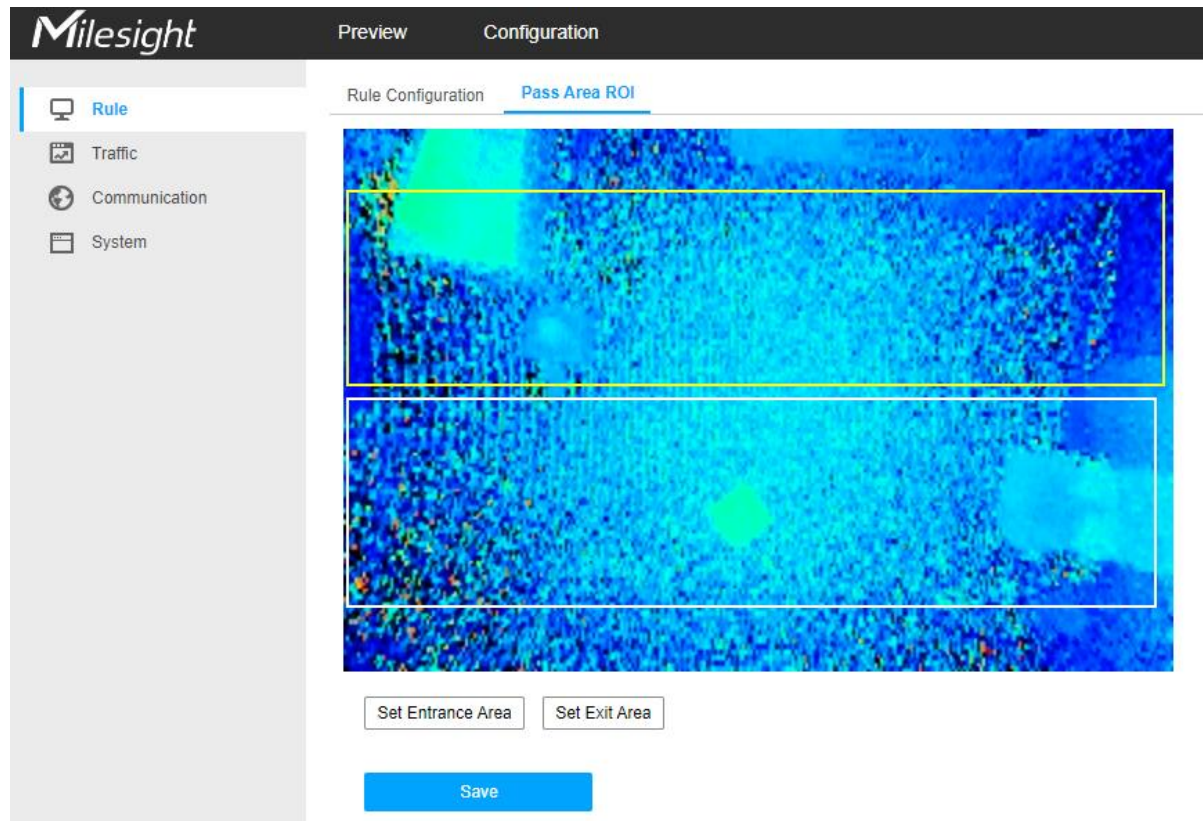 Milesight
Preview
Configuration
Rule
Traffic
Communication
System
Rule Configuration
Pass Area ROI
Set Entrance Area
Set Exit Area
Save